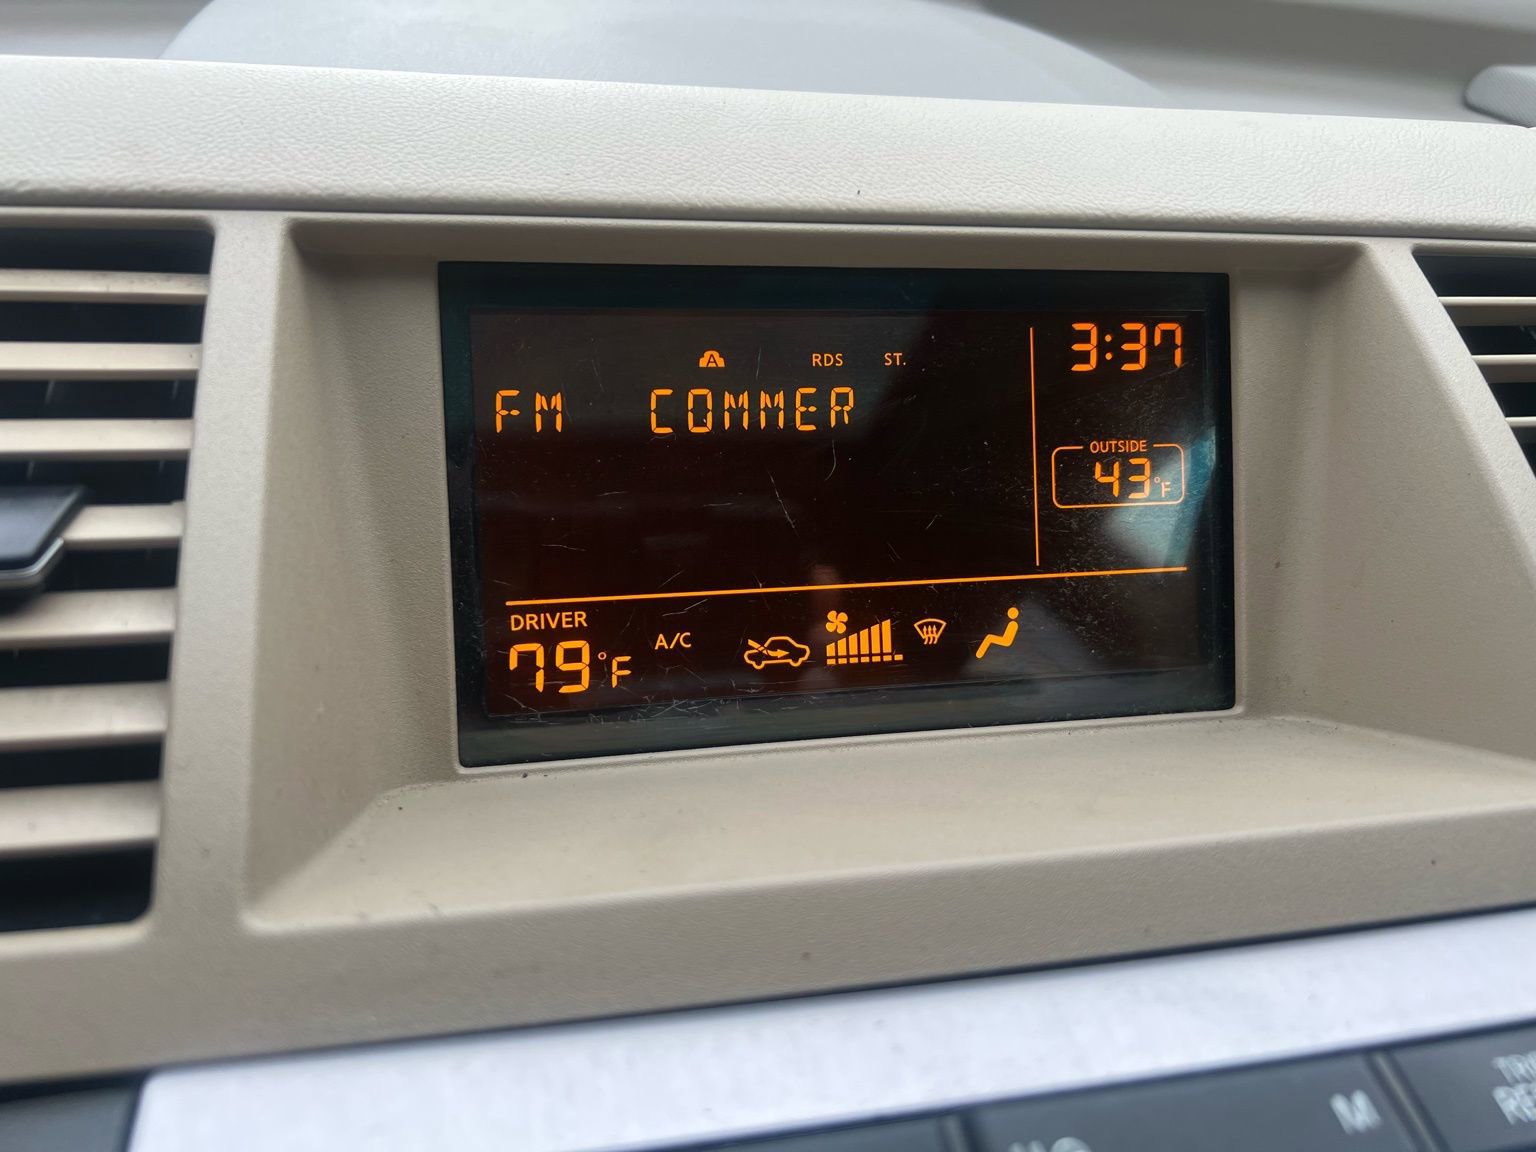 A RDS ST.
FM COMMER
3:37
OUTSIDE
43°F
DRIVER
79°F
A/C
M